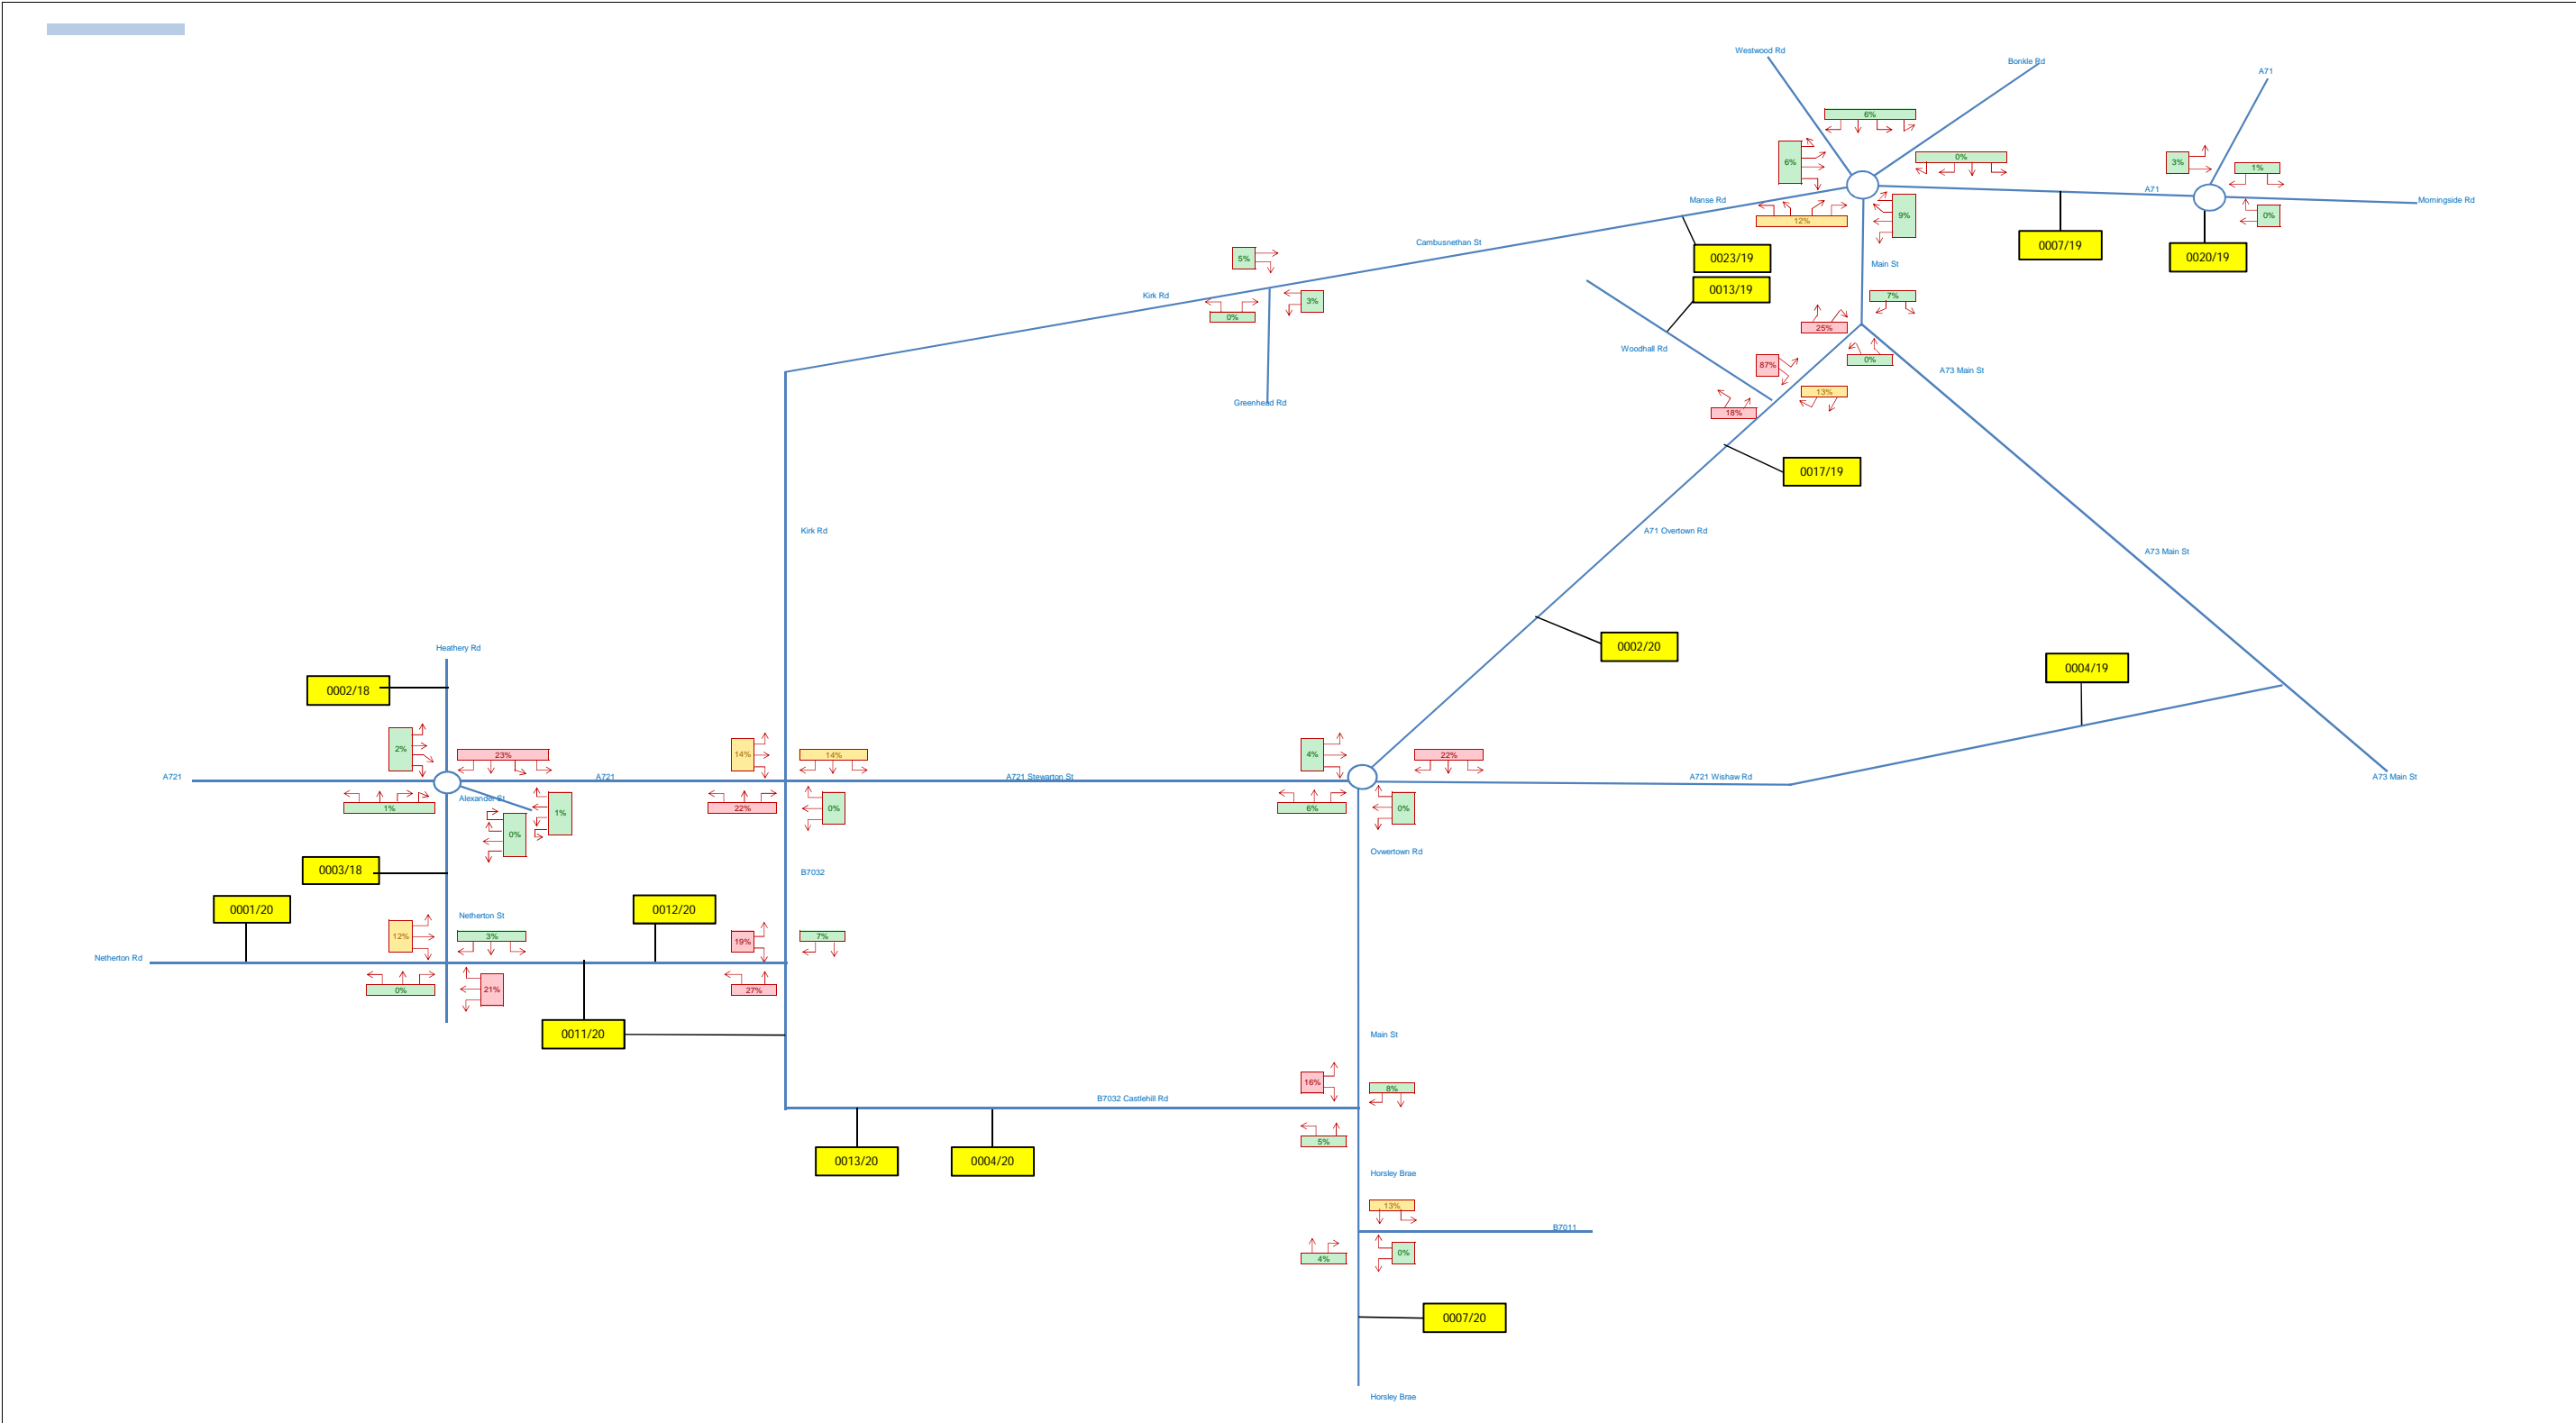 Westwood Rd
Bonkle Rd
A71
6%
6%
0%
3%
1%
A71
Manse Rd
12%
9%
0%
Morningside Rd
Cambusnethan St
0023/19
0007/19
0020/19
5%
Main St
0013/19
Kirk Rd
0%
3%
7%
25%
Woodhall Rd
87%
0%
A73 Main St
13%
Greenhead Rd
18%
0017/19
Kirk Rd
A71 Overtown Rd
A73 Main St
Heathery Rd
0002/20
0004/19
0002/18
2%
23%
14%
14%
4%
22%
A721
A721
A721 Stewarton St
A721 Wishaw Rd
A73 Main St
Alexander St
1%
0%
1%
22%
0%
6%
0%
Ovwertown Rd
0003/18
B7032
0001/20
0012/20
Netherton St
12%
3%
19%
7%
Netherton Rd
0%
21%
27%
0011/20
Main St
16%
8%
B7032 Castlehill Rd
5%
0013/20
0004/20
Horsley Brae
13%
B7011
4%
0%
0007/20
Horsley Brae